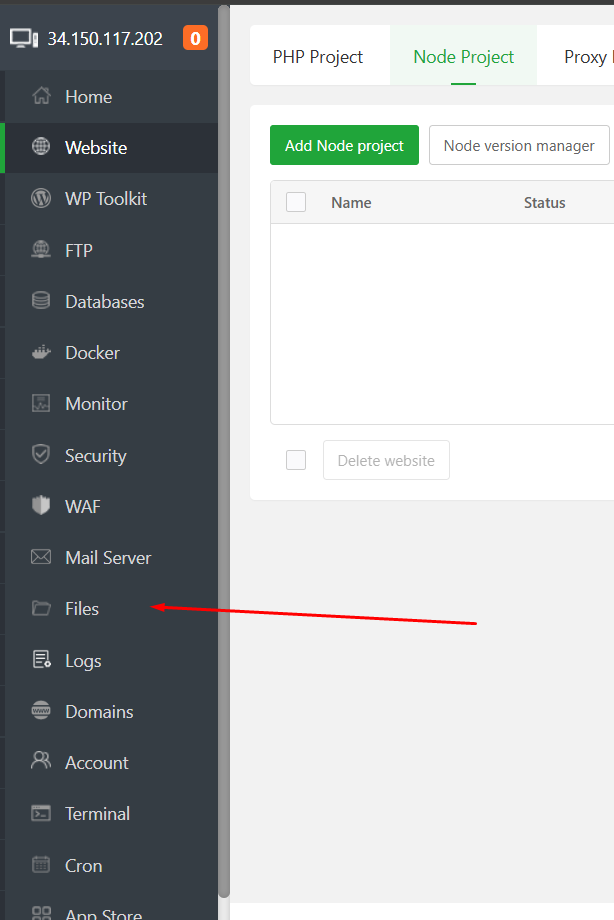 34.150.117.202 0
Home
Website
WP Toolkit
FTP
Databases
Docker
Monitor
Security
WAF
Mail Server
Files
Logs
Domains
Account
Terminal
Cron
App Store
PHP Project Node Project Proxy
Add Node project Node version manager
Name Status
Delete website